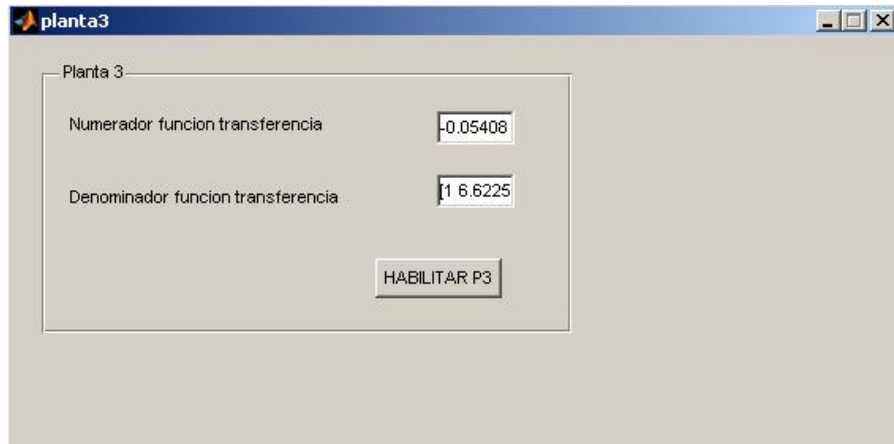 planta3
Planta 3
Numerador funcion transferencia
-0.05408
Denominador funcion transferencia
[1 6.6225
HABILITAR P3